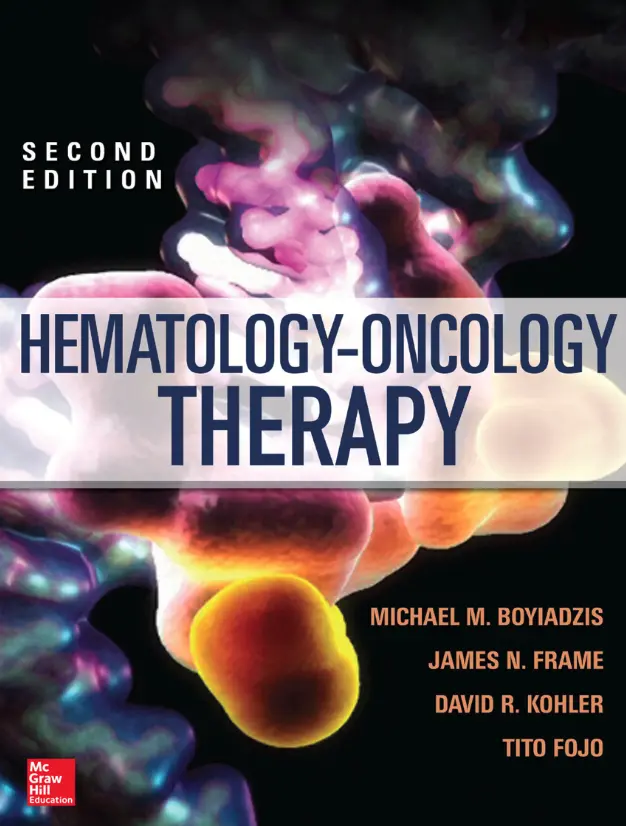 SECOND
EDITION
HEMATOLOGY-ONCOLOGY
THERAPY
MICHAEL M. BOYIADZIS
JAMES N. FRAME
DAVID R. KOHLER
TITO FOJO
Mc
Graw
Hill
Education